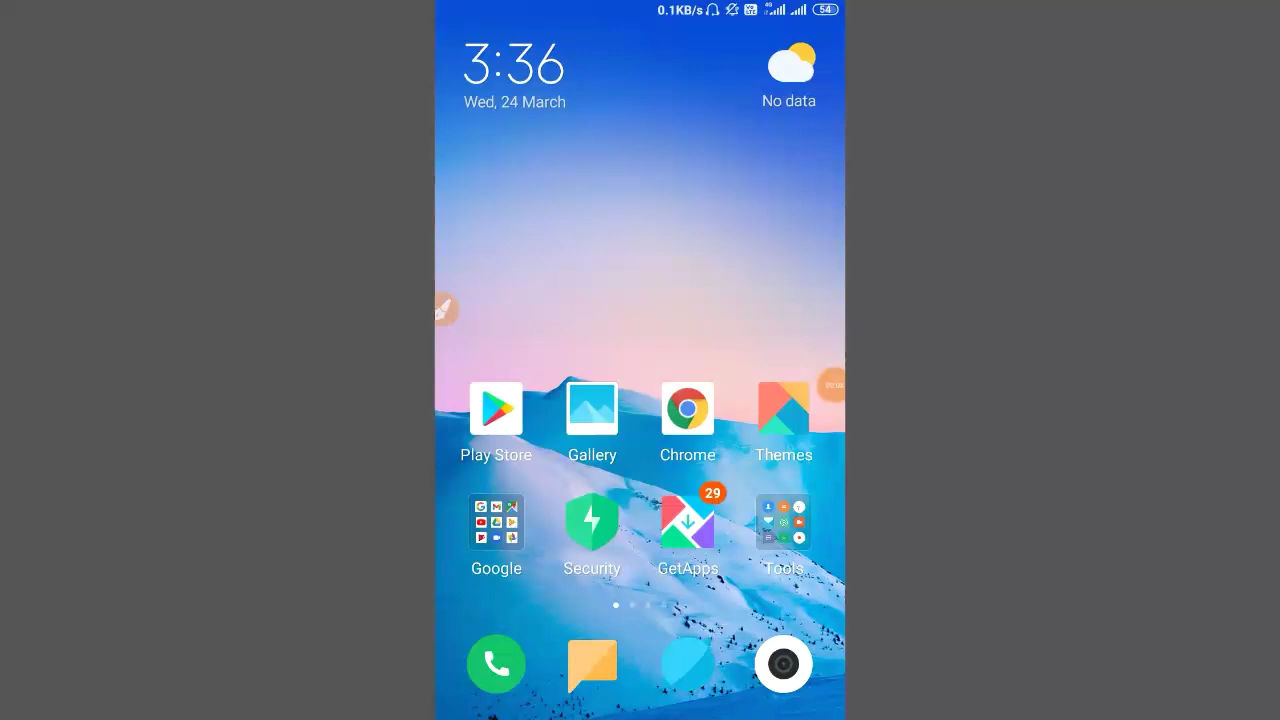 0.1KB/s 4G 54
3:36
Wed, 24 March
No data
Play Store Gallery Chrome Themes
29
Google Security GetApps Tools